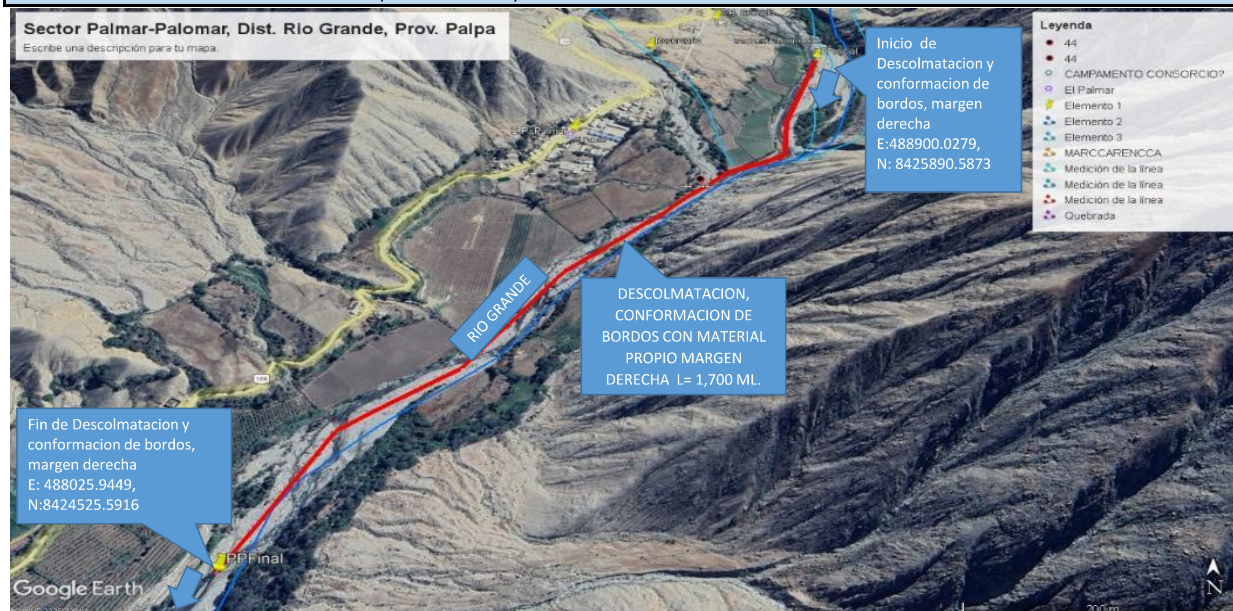 Sector Palmar-Palomar, Dist. Rio Grande, Prov. Palpa
Escribe una descripción para tu mapa.
Inicio de
Descolmatacion y
conformacion de
bordos, margen
derecha
E:488900.0279,
N: 8425890.5873
Leyenda
44
44
CAMPAMENTO CONSORCIO?
El Palmar
Elemento 1
Elemento 2
Elemento 3
MARCCARENCCA
Medición de la línea
Medición de la línea
Medición de la línea
Quebrada
RIO GRANDE
DESCOLMATACION,
CONFORMACION DE
BORDOS CON MATERIAL
PROPIO MARGEN
DERECHA L= 1,700 ML.
Fin de Descolmatacion y
conformacion de bordos,
margen derecha
E: 488025.9449,
N:8424525.5916
PPFinal
Google Earth
N
200 m